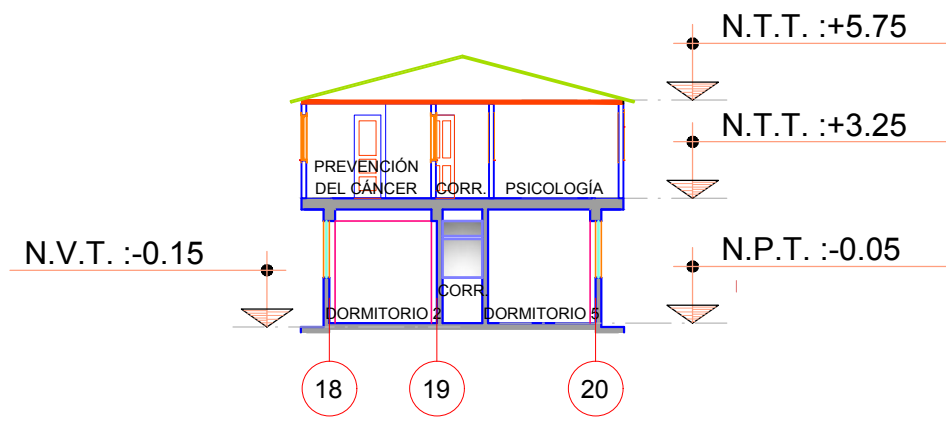 N.T.T. :+5.75
N.T.T. :+3.25
PREVENCIÓN
DEL CÁNCER
CORR.
PSICOLOGÍA
N.V.T. :-0.15
N.P.T. :-0.05
CORR.
DORMITORIO 2
DORMITORIO 5
18
19
20